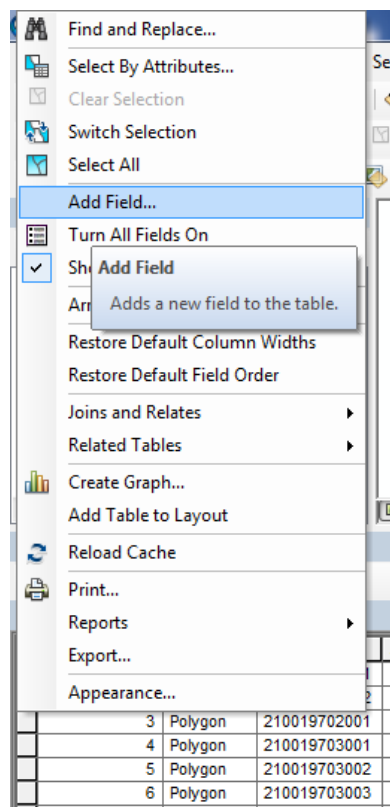 Find and Replace...
Se
Select By Attributes...
Clear Selection
Switch Selection
Select All
Add Field...
Turn All Fields On
Sh
Add Field
Adds a new field to the table.
Arr
Restore Default Column Widths
Restore Default Field Order
Joins and Relates
Related Tables
Create Graph...
Add Table to Layout
Reload Cache
Print...
Reports
Export...
Appearance...
3 Polygon 210019702001
4 Polygon 210019703001
5 Polygon 210019703002
6 Polygon 210019703003